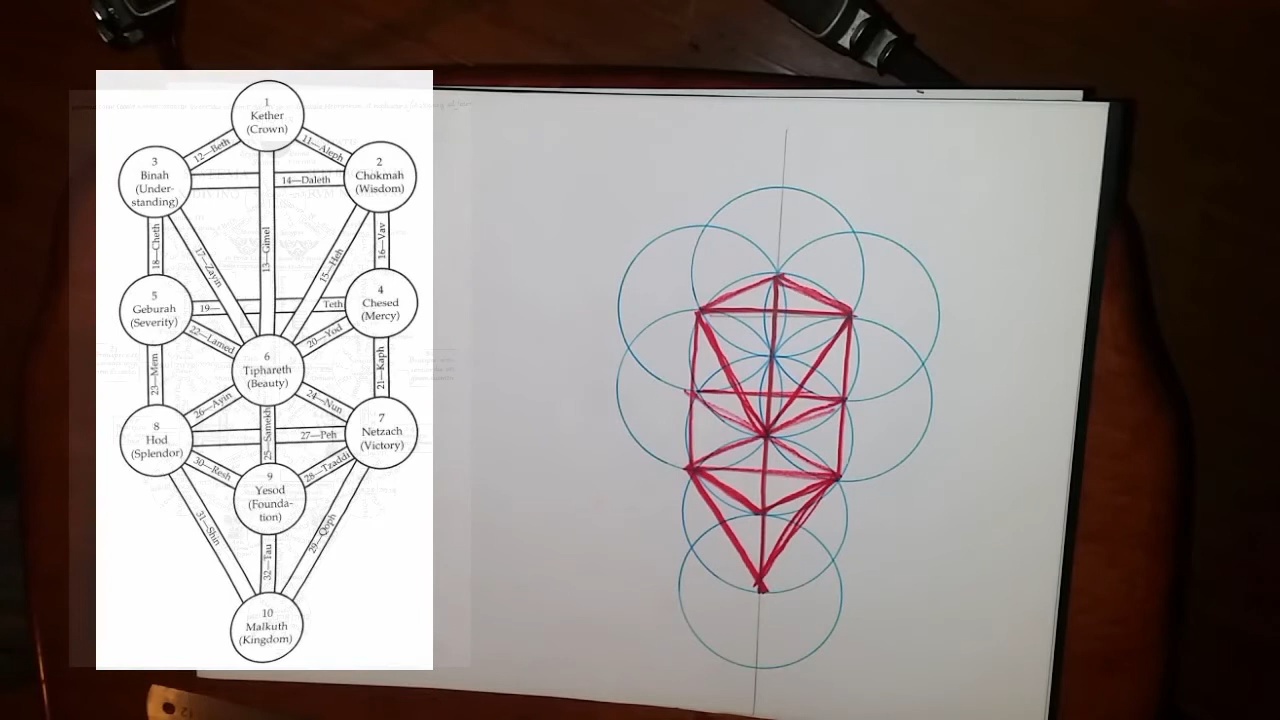 1
Kether
(Crown)
12—Beth
11—Aleph
3
Binah
(Under-
standing)
2
Chokmah
(Wisdom)
14—Daleth
18—Cheth
17—Zayin
13—Gimel
15—Heh
16—Vav
5
Geburah
(Severity)
19—
Teth
4
Chesed
(Mercy)
22—Lamed
20—Yod
6
Tiphareth
(Beauty)
23—Mem
21—Kaph
26—Ayin
24—Nun
8
Hod
(Splendor)
25—Samekh
27—Peh
7
Netzach
(Victory)
30—Resh
28—Tzaddi
9
Yesod
(Founda-
tion)
31—Shin
32—Tau
29—Qoph
10
Malkuth
(Kingdom)